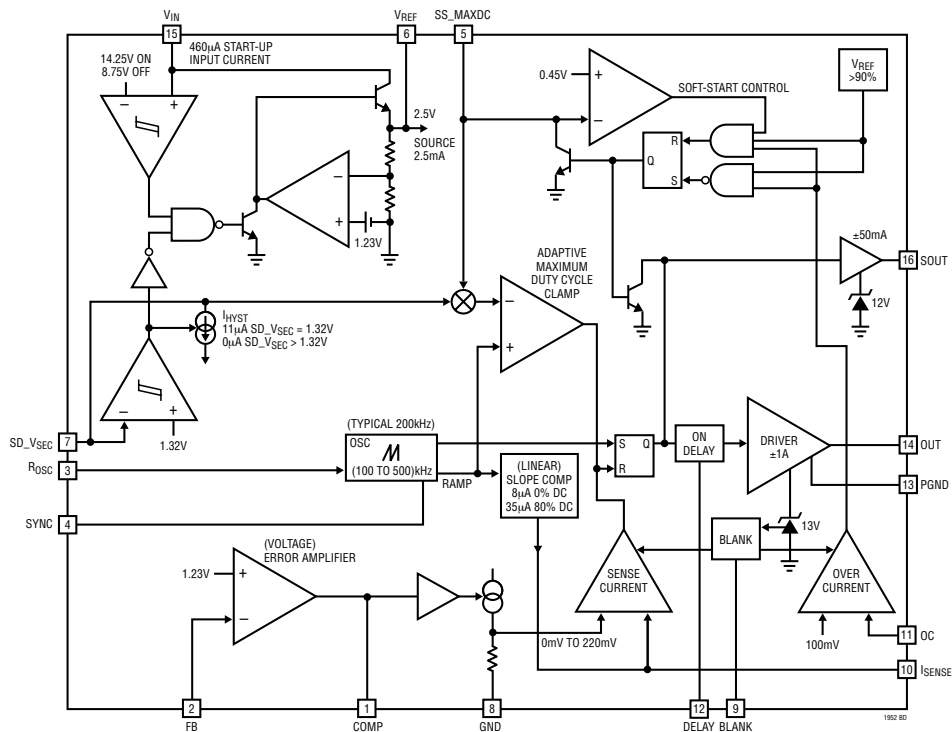 VIN
15
VREF
6
SS_MAXDC
5
460µA START-UP
INPUT CURRENT
14.25V ON
8.75V OFF
−
+
2.5V
SOURCE
2.5mA
−
+
1.23V
0.45V
+
−
SOFT-START CONTROL
VREF
>90%
R
Q
S
±50mA
16
SOUT
12V
ADAPTIVE
MAXIMUM
DUTY CYCLE
CLAMP
−
+
IHYST
11µA SD_VSEC = 1.32V
0µA SD_VSEC > 1.32V
−
+
1.32V
SD_VSEC
7
ROSC
3
SYNC
4
(TYPICAL 200kHz)
OSC
(100 TO 500)kHz
RAMP
(LINEAR)
SLOPE COMP
8µA 0% DC
35µA 80% DC
S
Q
R
ON
DELAY
DRIVER
±1A
14
OUT
13
PGND
13V
BLANK
SENSE
CURRENT
OVER
CURRENT
100mV
11
OC
10
ISENSE
(VOLTAGE)
ERROR AMPLIFIER
1.23V
+
−
0mV TO 220mV
2
FB
1
COMP
8
GND
12
DELAY
9
BLANK
1952 BD